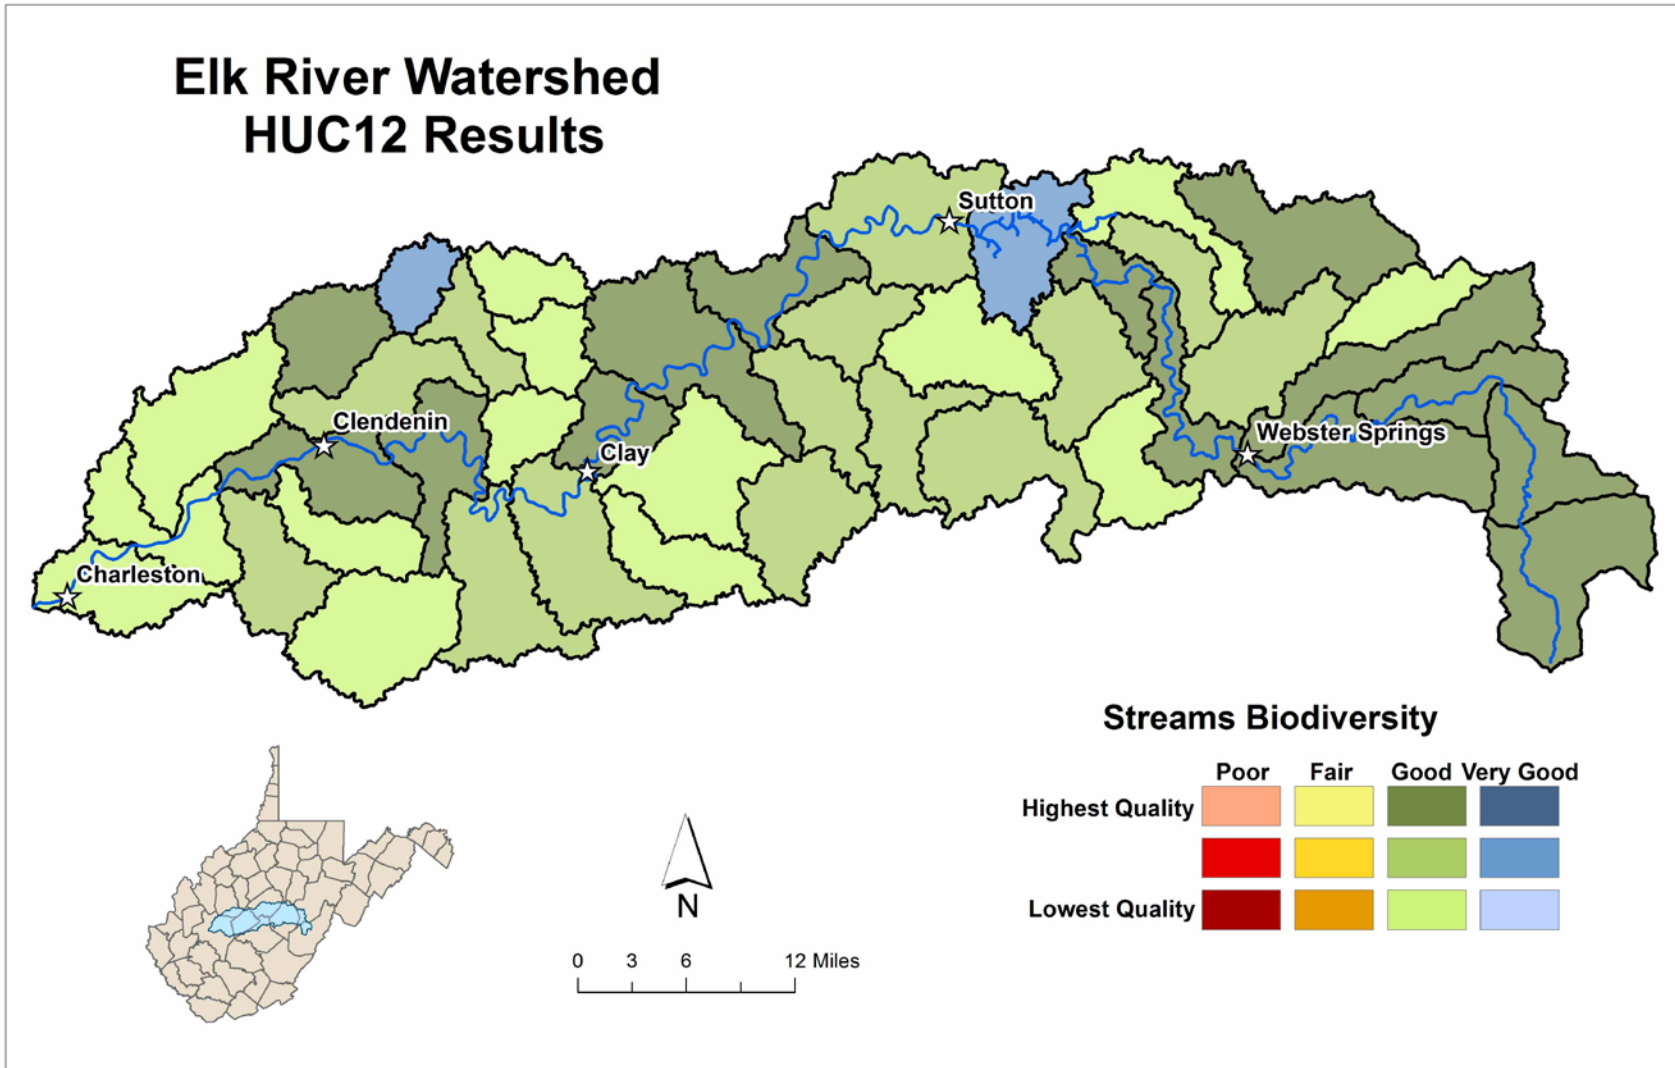 Elk River Watershed
HUC12 Results
Sutton
Clendenin
Clay
Webster Springs
Charleston
Streams Biodiversity
Poor Fair Good Very Good
Highest Quality
Lowest Quality
N
0 3 6 12 Miles